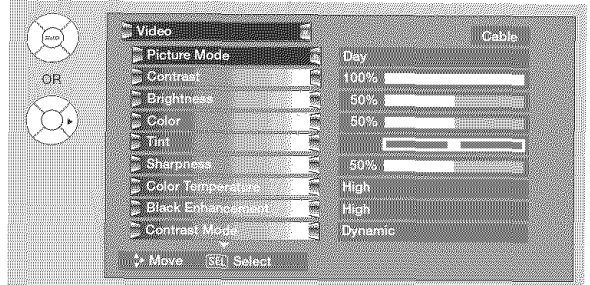 Video
Cable
Picture Mode Day
OR
Contrast 100%
Brightness 50%
Color 50%
Tint
Sharpness 50%
Color Temperature High
Black Enhancement High
Contrast Mode Dynamic
Move SEL Select